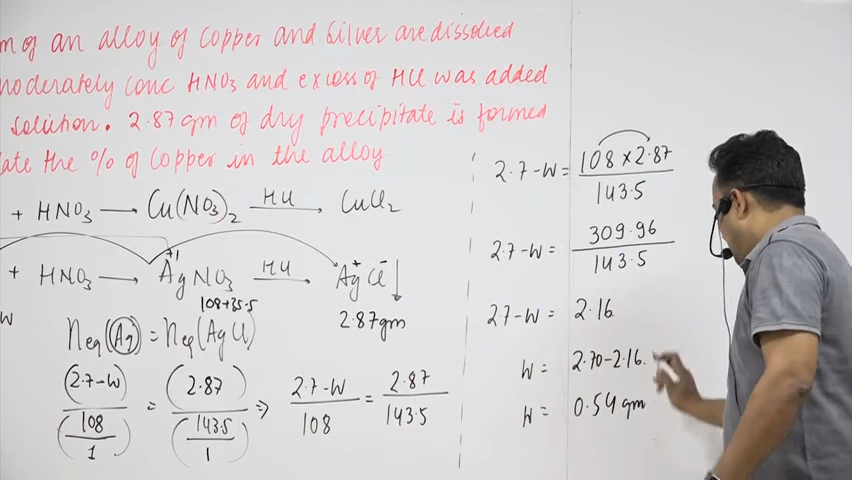 m of an alloy of Copper and Silver are dissolved
moderately conc HNO₃ and excess of HCl was added
solution. 2.87 gm of dry precipitate is formed
late the % of Copper in the alloy.
+ HNO₃ → Cu(NO₃)₂ HCl → CuCl₂
+1 + -
+ HNO₃ → AgNO₃ HCl → AgCl ↓
108+35.5
2.87gm
W
neq(Ag) = neq(AgCl)
(2.7-W)/(108/1) = (2.87)/(143.5/1) ⇒ 2.7-W/108 = 2.87/143.5
2.7-W = 108×2.87/143.5
2.7-W = 309.96/143.5
2.7-W = 2.16
W = 2.70-2.16.
W = 0.54 gm